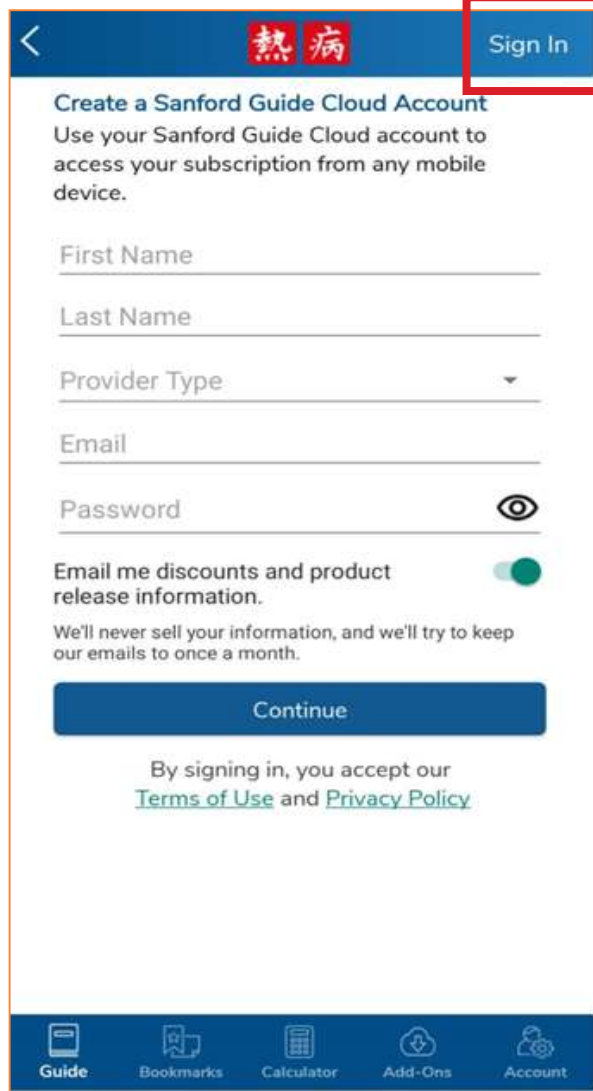 熱 病
Sign In
Create a Sanford Guide Cloud Account
Use your Sanford Guide Cloud account to
access your subscription from any mobile
device.
First Name
Last Name
Provider Type
Email
Password
Email me discounts and product
release information.
We'll never sell your information, and we'll try to keep
our emails to once a month.
Continue
By signing in, you accept our
Terms of Use and Privacy Policy
Guide Bookmarks Calculator Add-Ons Account